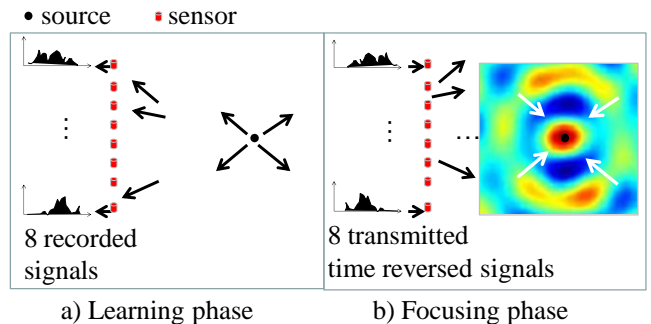 source
sensor
8 recorded
signals
8 transmitted
time reversed signals
a) Learning phase
b) Focusing phase